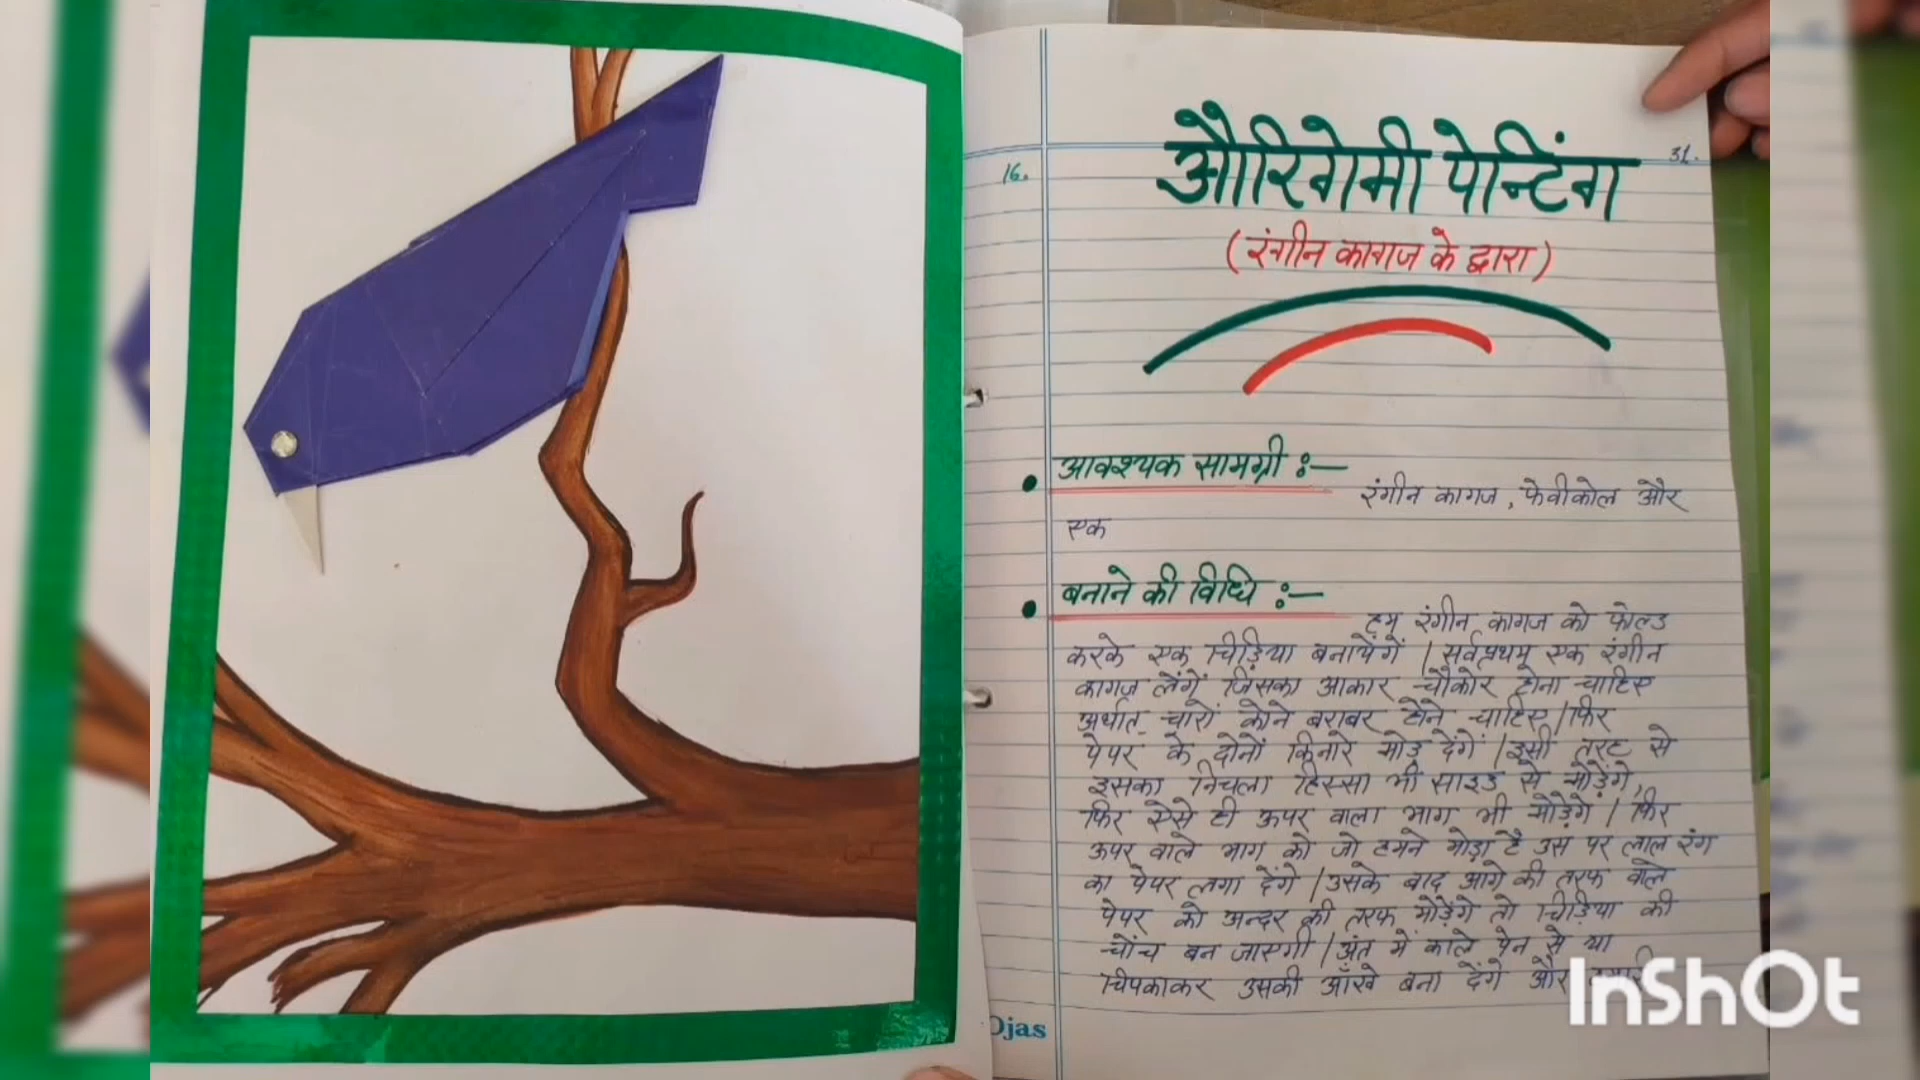 16.
31.
औरिगेमी पेन्टिंग
(रंगीन कागज के द्वारा)
आवश्यक सामग्री :—
रंगीन कागज, फेवीकोल और
एक
बनाने की विधि :—
हम रंगीन कागज को फोल्ड
करके एक चिड़िया बनायेंगें | सर्वप्रथम एक रंगीन
कागज लेंगें जिसका आकार चौकोर होना चाहिए
अर्थात् चारों कोने बराबर होने चाहिए | फिर
पेपर के दोनों किनारे मोड़ देंगें | इसी तरह से
इसका निचला हिस्सा भी साइड से मोड़ेंगे,
फिर ऐसे ही ऊपर वाला भाग भी मोड़ेंगे | फिर
ऊपर वाले भाग को जो हमने मोड़ा है उस पर लाल रंग
का पेपर लगा देंगे | उसके बाद आगे की तरफ वाले
पेपर को अन्दर की तरफ मोड़ेंगे तो चिड़िया की
चोंच बन जाएगी | अंत में काले पेन से या
चिपकाकर उसकी आँखे बना देंगे और
Ojas
InShOt